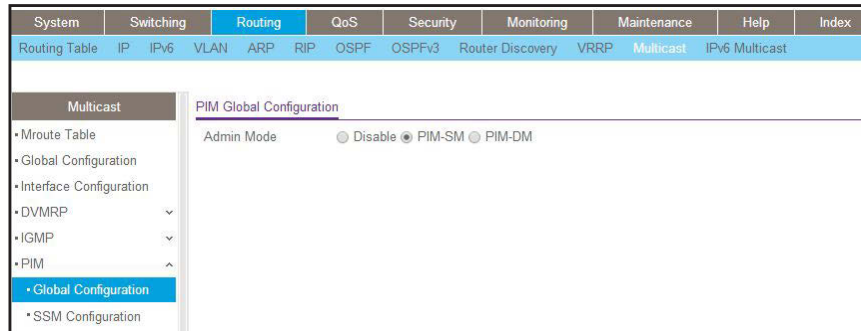 System Switching Routing QoS Security Monitoring Maintenance Help Index
Routing Table IP IPv6 VLAN ARP RIP OSPF OSPFv3 Router Discovery VRRP Multicast IPv6 Multicast
Multicast
PIM Global Configuration
Mroute Table
Admin Mode Disable PIM-SM PIM-DM
Global Configuration
Interface Configuration
DVMRP
IGMP
PIM
Global Configuration
SSM Configuration